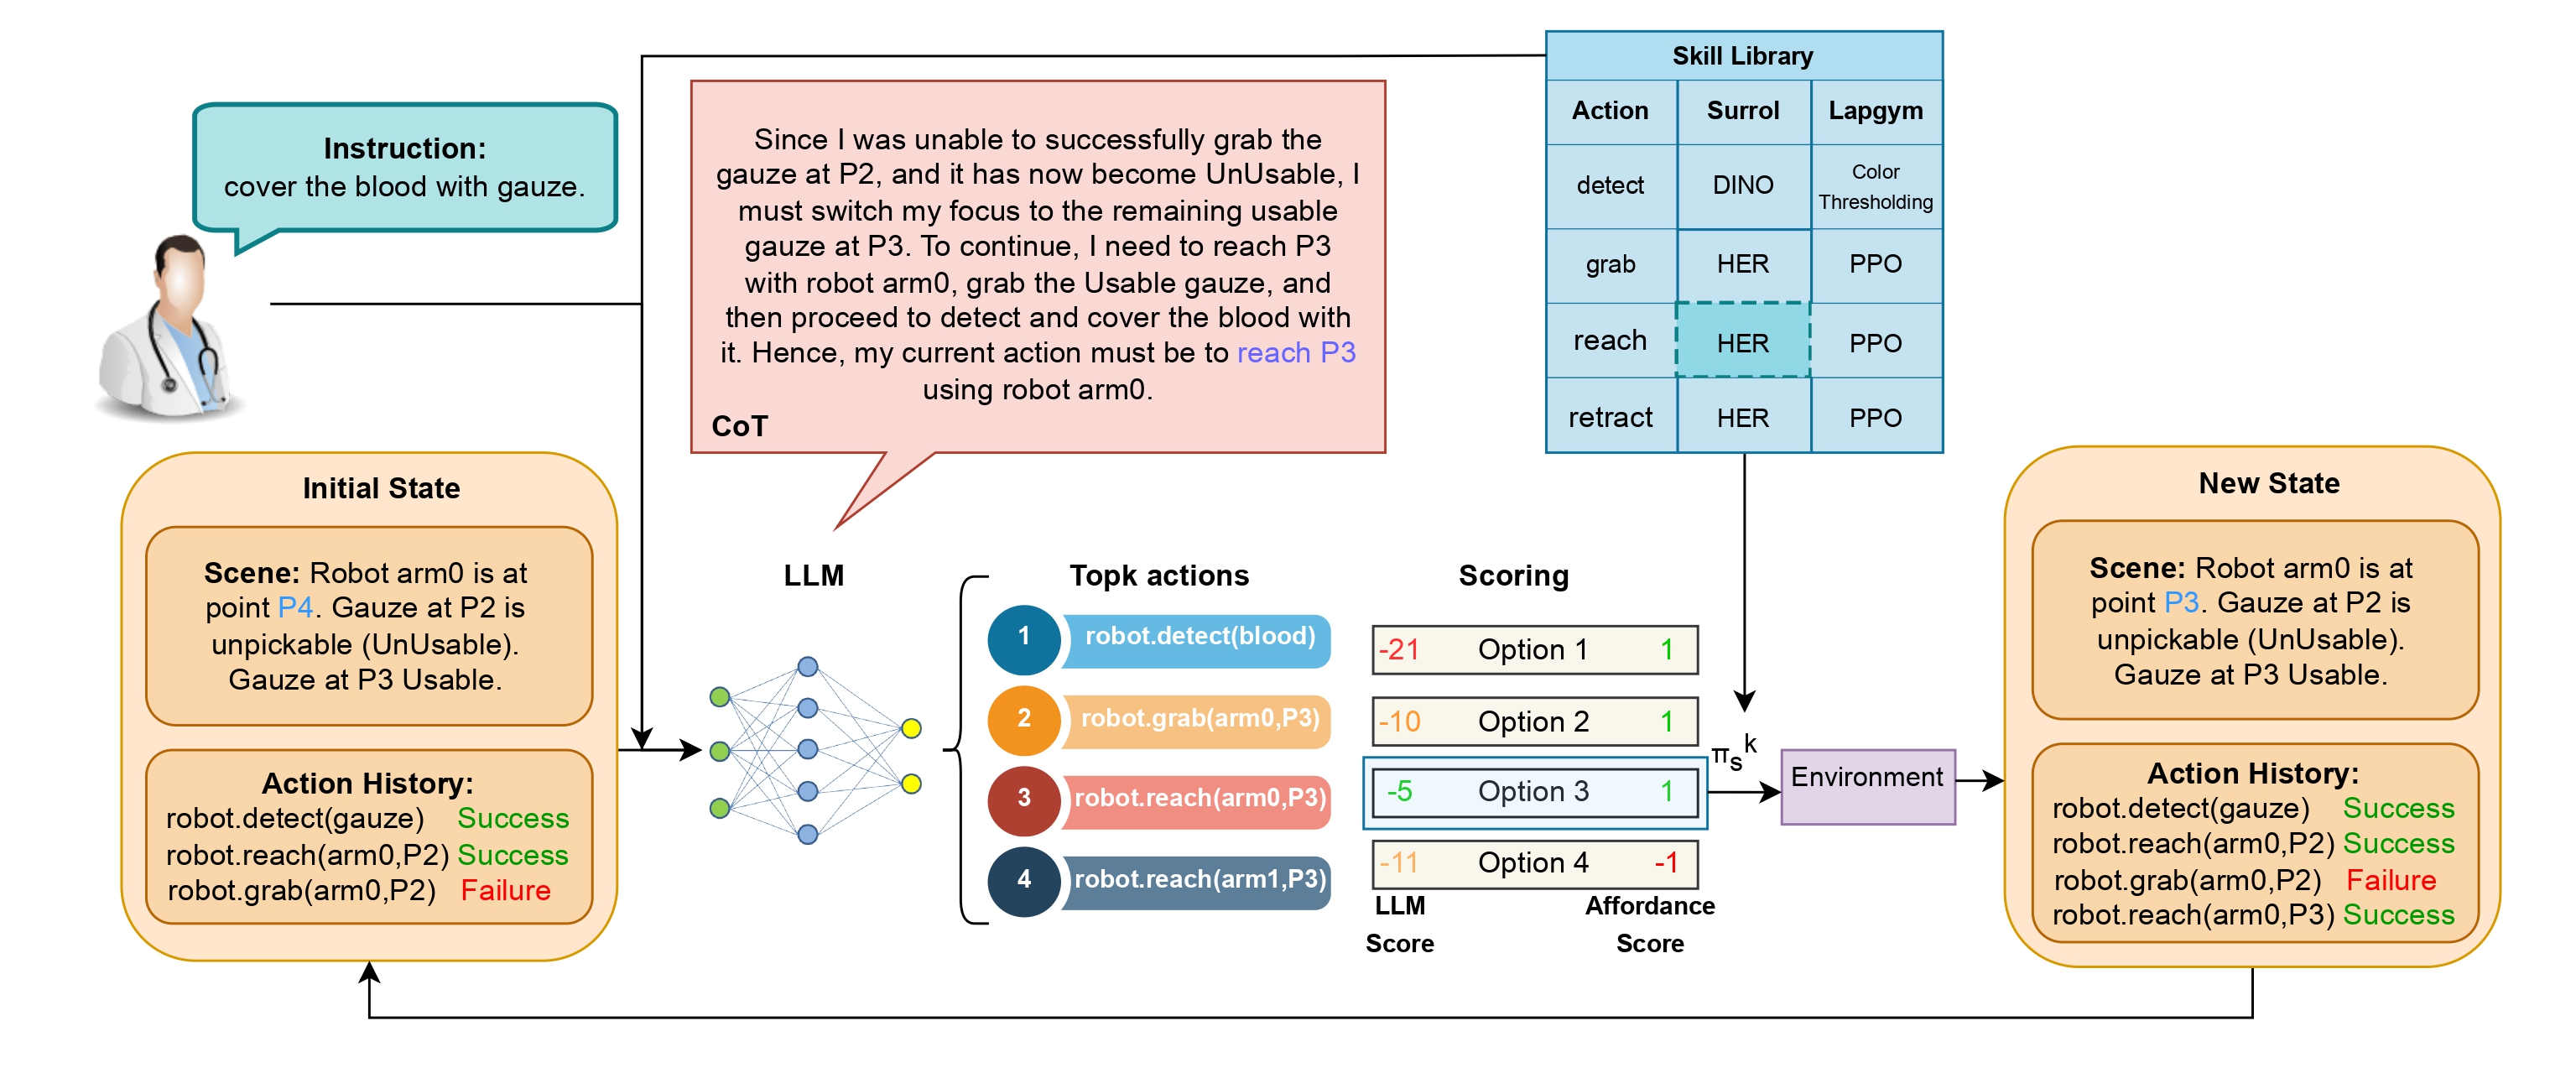 Instruction:
cover the blood with gauze.
Since I was unable to successfully grab the
gauze at P2, and it has now become UnUsable, I
must switch my focus to the remaining usable
gauze at P3. To continue, I need to reach P3
with robot arm0, grab the Usable gauze, and
then proceed to detect and cover the blood with
it. Hence, my current action must be to reach P3
using robot arm0.
CoT
Skill Library
Action Surrol Lapgym
detect DINO Color
Thresholding
grab HER PPO
reach HER PPO
retract HER PPO
Initial State
Scene: Robot arm0 is at
point P4. Gauze at P2 is
unpickable (UnUsable).
Gauze at P3 Usable.
Action History:
robot.detect(gauze) Success
robot.reach(arm0,P2) Success
robot.grab(arm0,P2) Failure
LLM
Topk actions
1 robot.detect(blood)
2 robot.grab(arm0,P3)
3 robot.reach(arm0,P3)
4 robot.reach(arm1,P3)
Scoring
-21 Option 1 1
-10 Option 2 1
-5 Option 3 1
-11 Option 4 -1
LLM
Score
Affordance
Score
πsk
Environment
New State
Scene: Robot arm0 is at
point P3. Gauze at P2 is
unpickable (UnUsable).
Gauze at P3 Usable.
Action History:
robot.detect(gauze) Success
robot.reach(arm0,P2) Success
robot.grab(arm0,P2) Failure
robot.reach(arm0,P3) Success